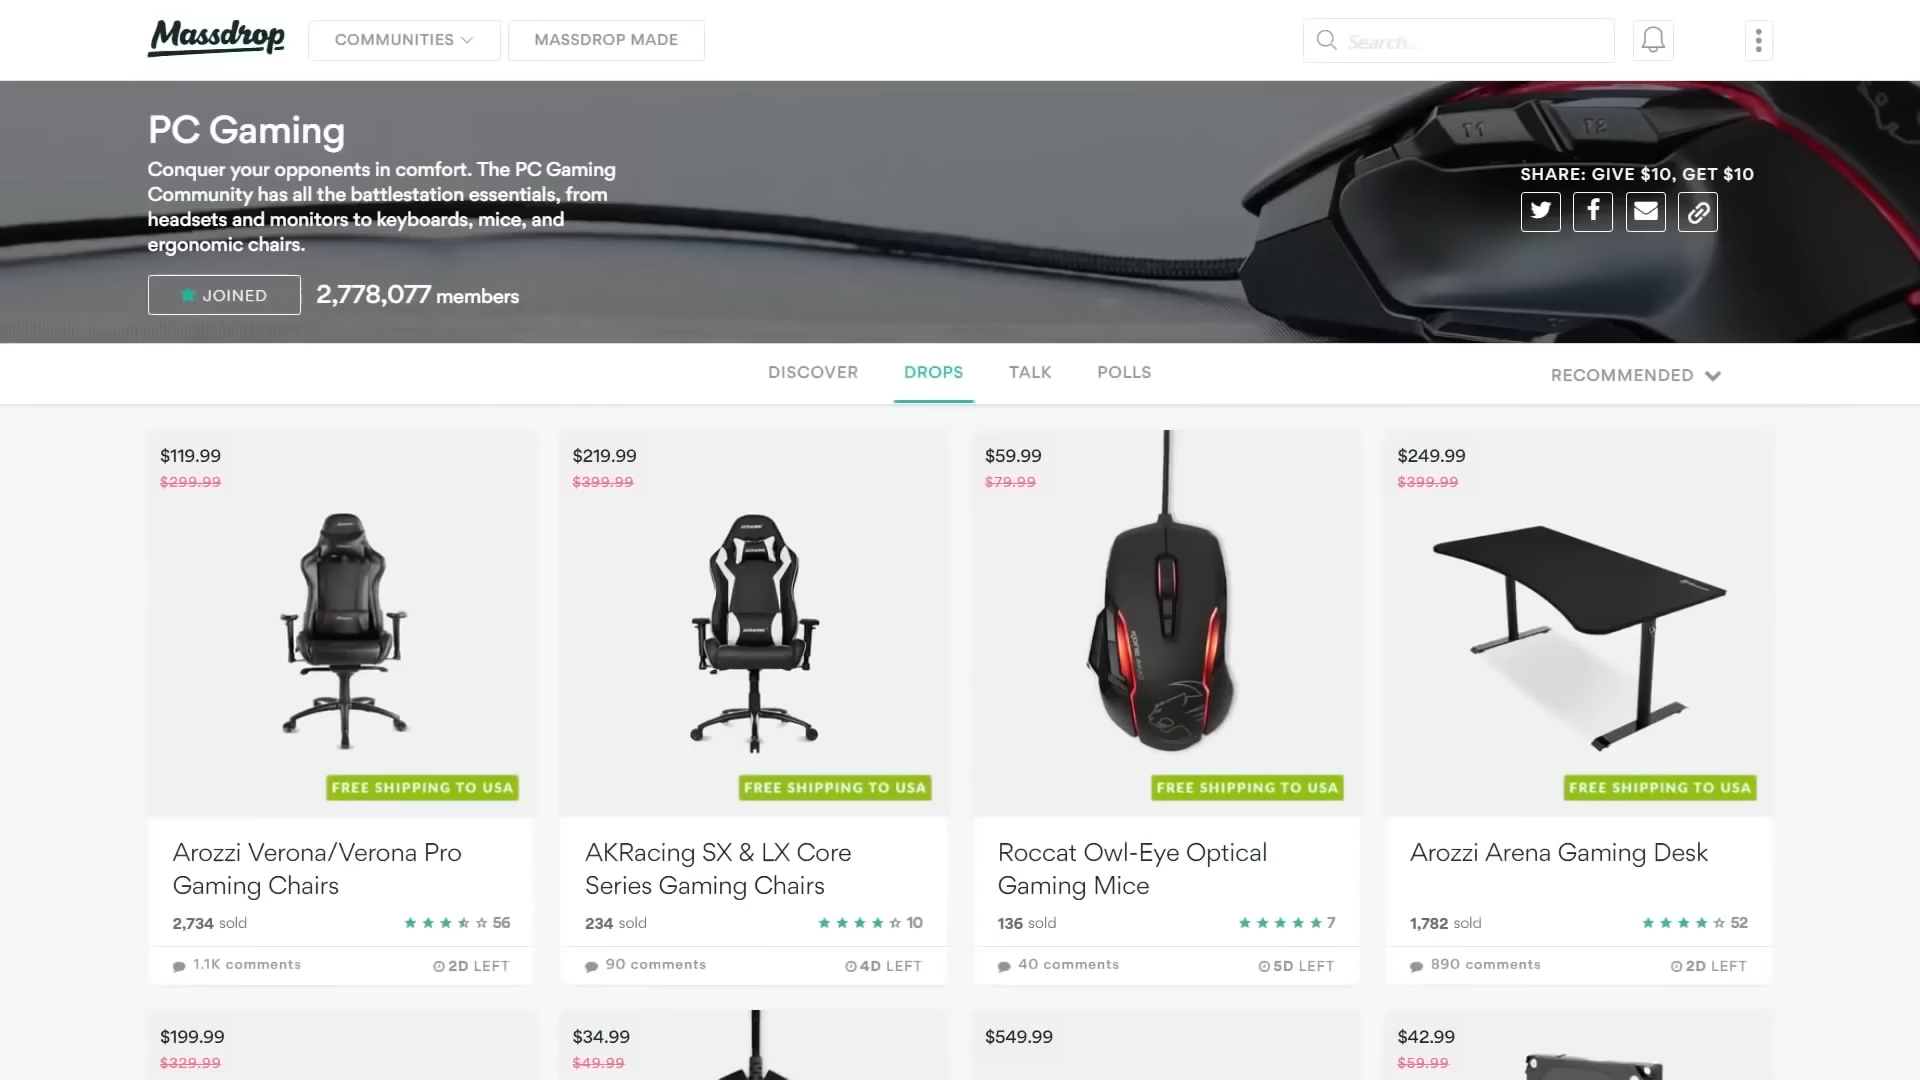 Massdrop
COMMUNITIES
MASSDROP MADE
Search...
PC Gaming
Conquer your opponents in comfort. The PC Gaming
Community has all the battlestation essentials, from
headsets and monitors to keyboards, mice, and
ergonomic chairs.
JOINED
2,778,077 members
T1
T2
SHARE: GIVE $10, GET $10
DISCOVER
DROPS
TALK
POLLS
RECOMMENDED
$119.99
$299.99
FREE SHIPPING TO USA
Arozzi Verona/Verona Pro
Gaming Chairs
2,734 sold
56
1.1K comments
2D LEFT
$219.99
$399.99
FREE SHIPPING TO USA
AKRacing SX & LX Core
Series Gaming Chairs
234 sold
10
90 comments
4D LEFT
$59.99
$79.99
FREE SHIPPING TO USA
Roccat Owl-Eye Optical
Gaming Mice
136 sold
7
40 comments
5D LEFT
$249.99
$399.99
FREE SHIPPING TO USA
Arozzi Arena Gaming Desk
1,782 sold
52
890 comments
2D LEFT
$199.99
$329.99
$34.99
$49.99
$549.99
$42.99
$59.99